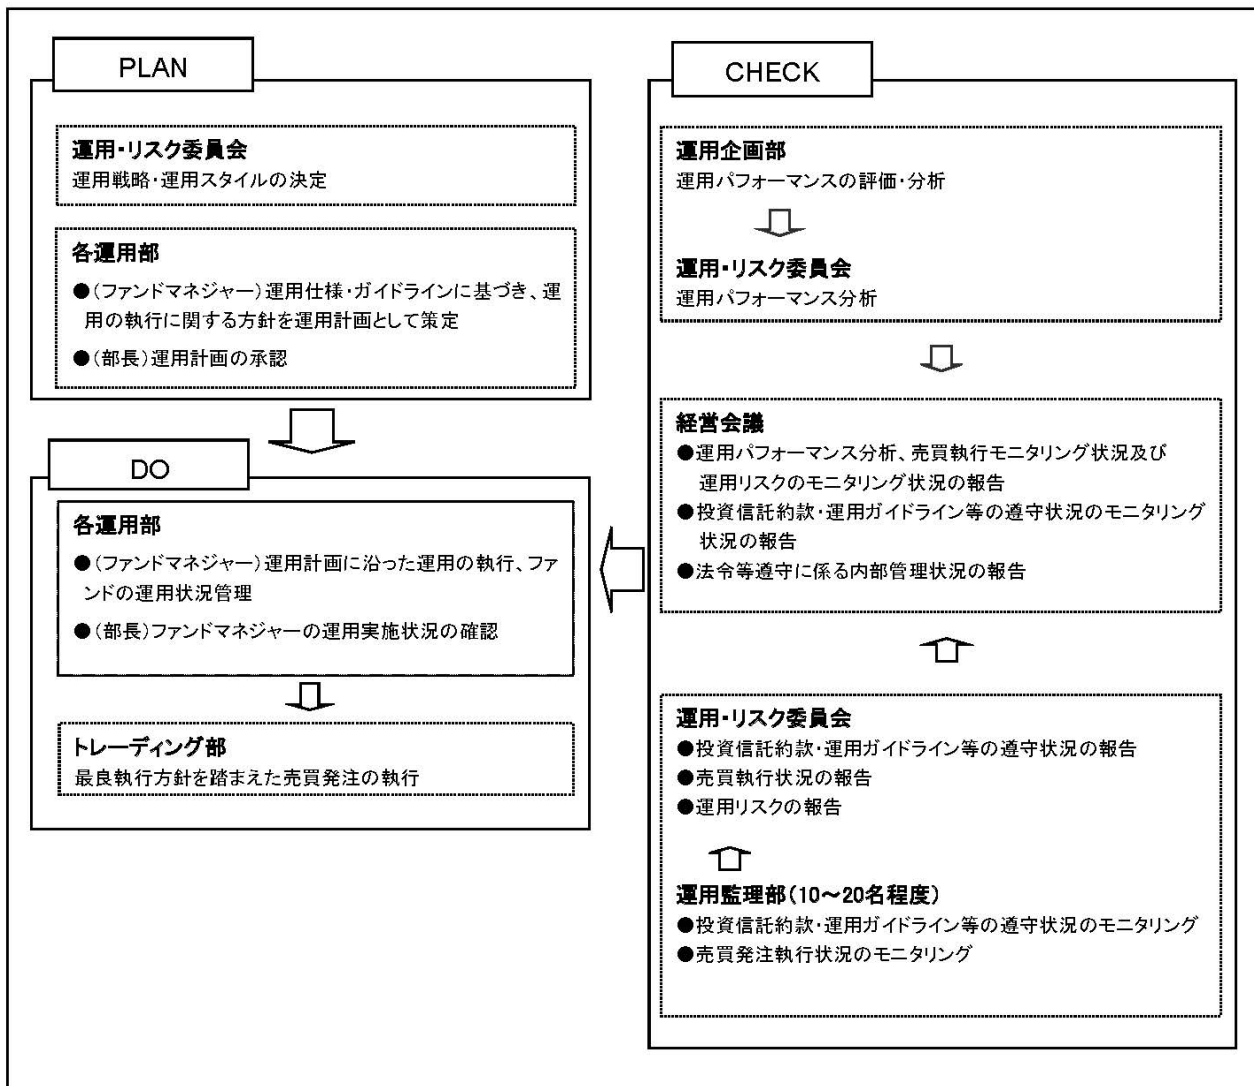 PLAN
運用・リスク委員会
運用戦略・運用スタイルの決定
各運用部
●(ファンドマネジャー)運用仕様・ガイドラインに基づき、運
用の執行に関する方針を運用計画として策定
●(部長)運用計画の承認
DO
各運用部
●(ファンドマネジャー)運用計画に沿った運用の執行、ファ
ンドの運用状況管理
●(部長)ファンドマネジャーの運用実施状況の確認
トレーディング部
最良執行方針を踏まえた売買発注の執行
CHECK
運用企画部
運用パフォーマンスの評価・分析
運用・リスク委員会
運用パフォーマンス分析
経営会議
●運用パフォーマンス分析、売買執行モニタリング状況及び
運用リスクのモニタリング状況の報告
●投資信託約款・運用ガイドライン等の遵守状況のモニタリング
状況の報告
●法令等遵守に係る内部管理状況の報告
運用・リスク委員会
●投資信託約款・運用ガイドライン等の遵守状況の報告
●売買執行状況の報告
●運用リスクの報告
運用監理部(10～20名程度)
●投資信託約款・運用ガイドライン等の遵守状況のモニタリング
●売買発注執行状況のモニタリング